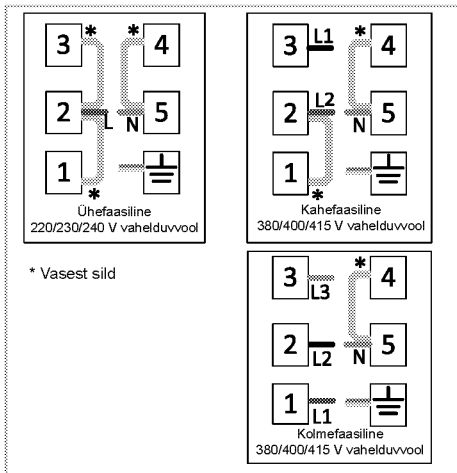 3 * * 4
2 L N 5
1 *
Ühefaasiline
220/230/240 V vahelduvvool
3 L1 * 4
2 L2 N 5
1 *
Kahefaasiline
380/400/415 V vahelduvvool
* Vasest sild
3 L3 * 4
2 L2 N 5
1 L1
Kolmefaasiline
380/400/415 V vahelduvvool